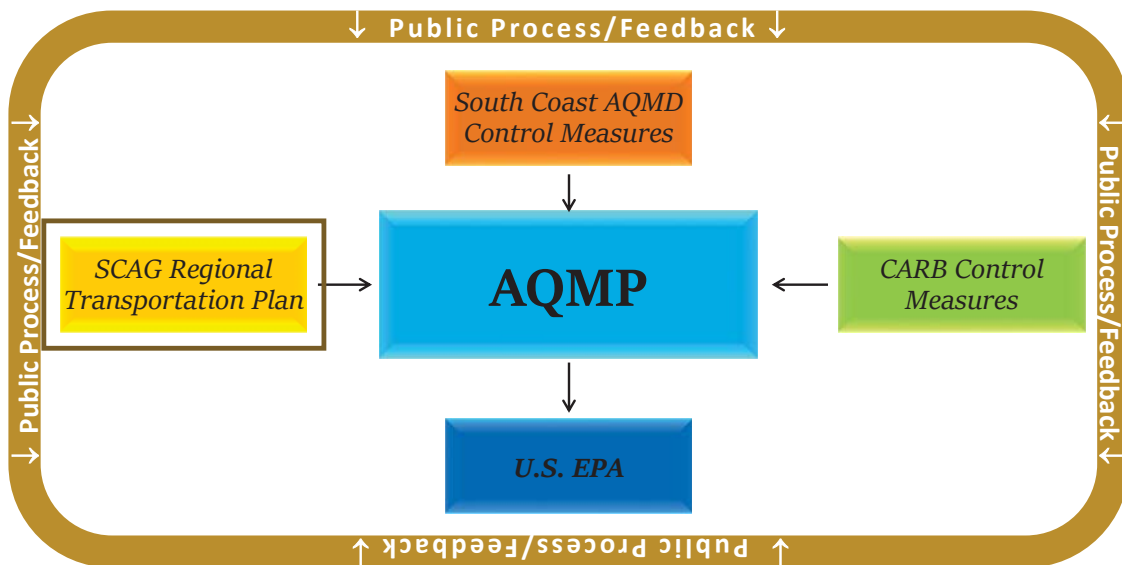 ↓ Public Process/Feedback ↓
South Coast AQMD
Control Measures
↓ Public Process/Feedback ↓
SCAG Regional
Transportation Plan
AQMP
CARB Control
Measures
↓ Public Process/Feedback ↓
U.S. EPA
↓ Public Process/Feedback ↓